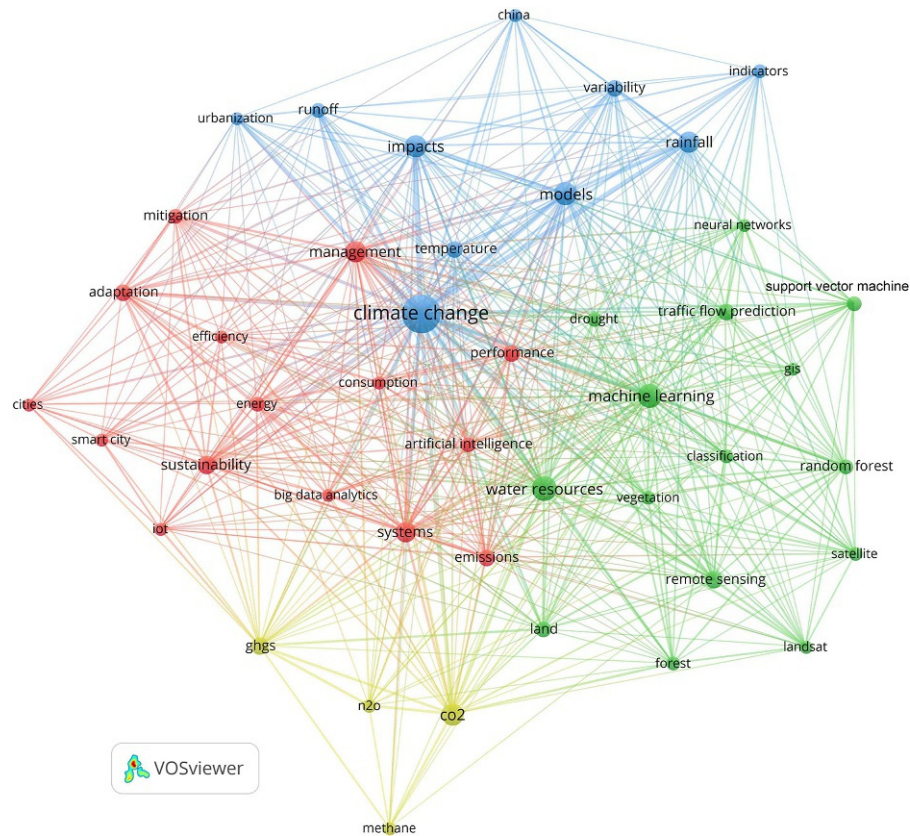 china
indicators
variability
runoff
urbanization
rainfall
impacts
models
mitigation
neural networks
temperature
management
support vector machine
adaptation
climate change
traffic flow prediction
drought
efficiency
performance
gis
consumption
machine learning
cities
energy
smart city
artificial intelligence
classification
sustainability
random forest
water resources
big data analytics
vegetation
iot
systems
satellite
emissions
remote sensing
land
ghgs
landsat
forest
n2o
co2
VOSviewer
methane